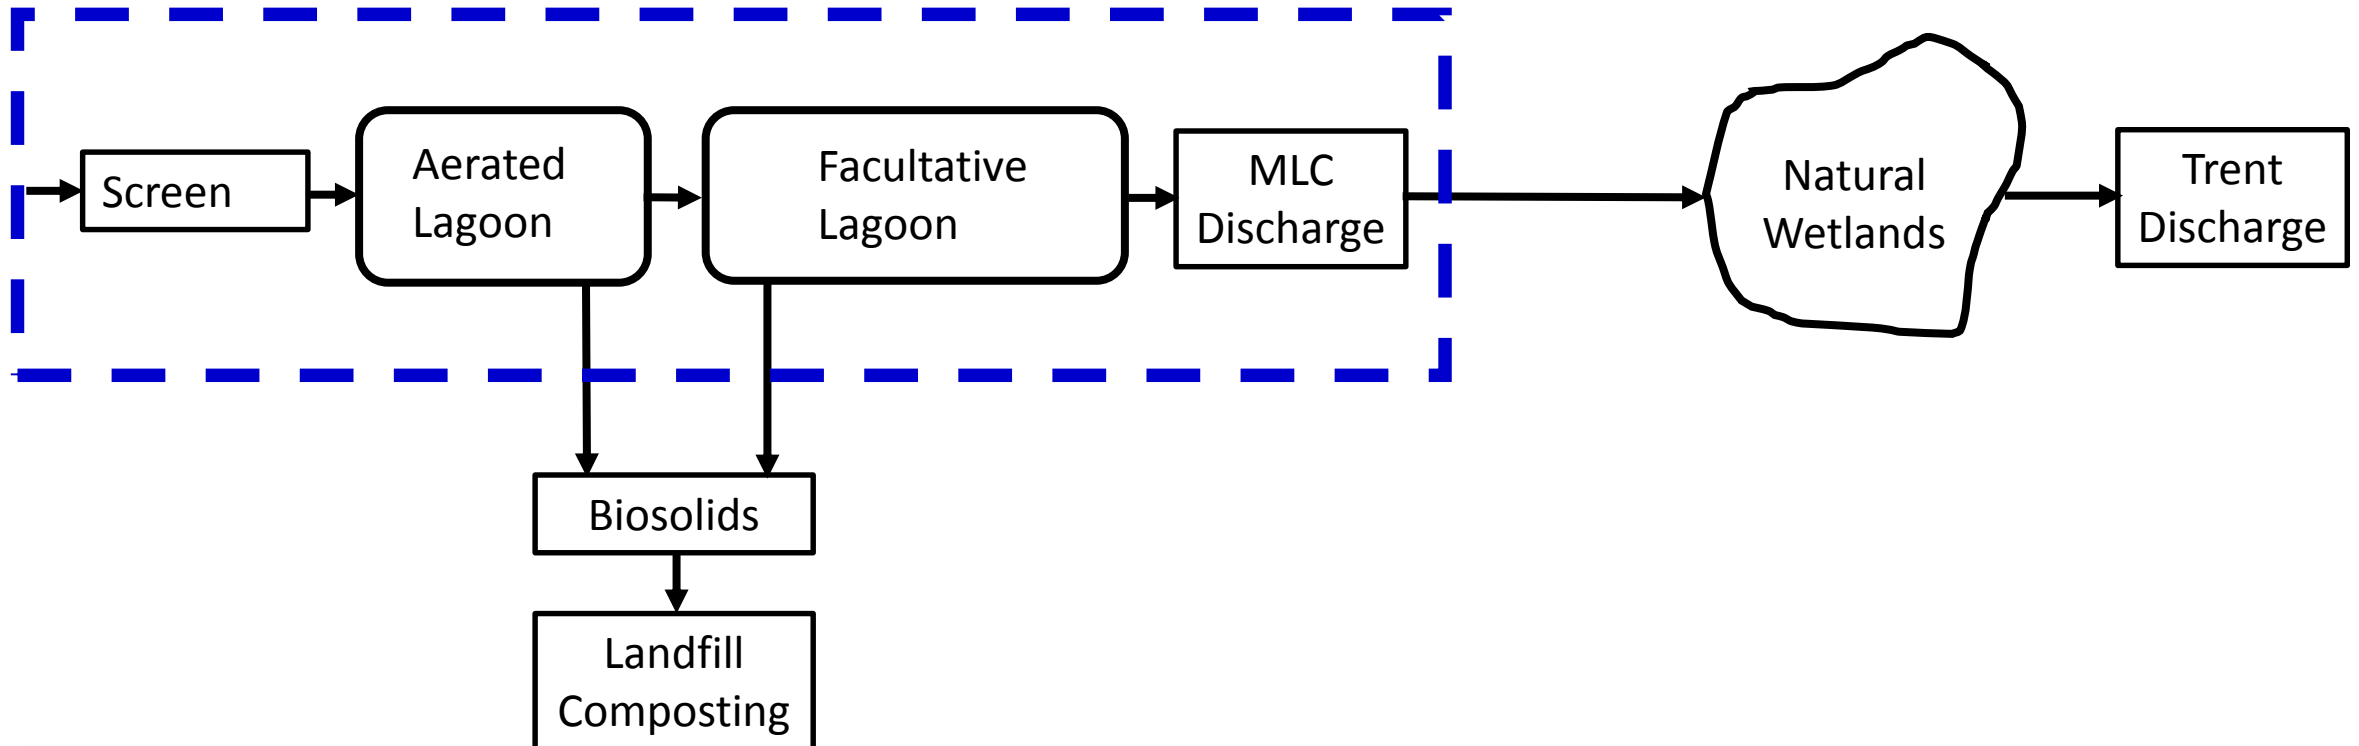 Screen
Aerated
Lagoon
Facultative
Lagoon
MLC
Discharge
Natural
Wetlands
Trent
Discharge
Biosolids
Landfill
Composting